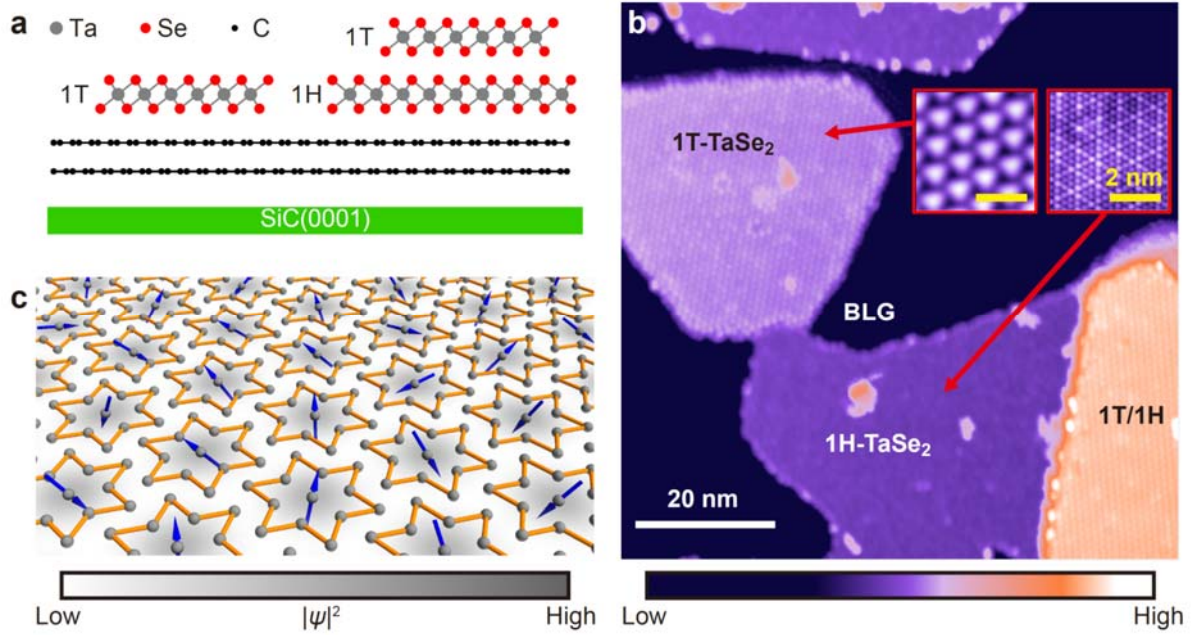 a
Ta Se C
1T
1T 1H
SiC(0001)
b
1T-TaSe₂
2 nm
BLG
1H-TaSe₂
1T/1H
20 nm
Low High
c
Low |ψ|² High